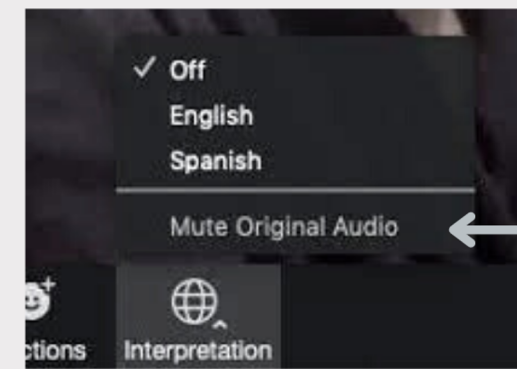 Off
English
Spanish
Mute Original Audio
ctions
Interpretation